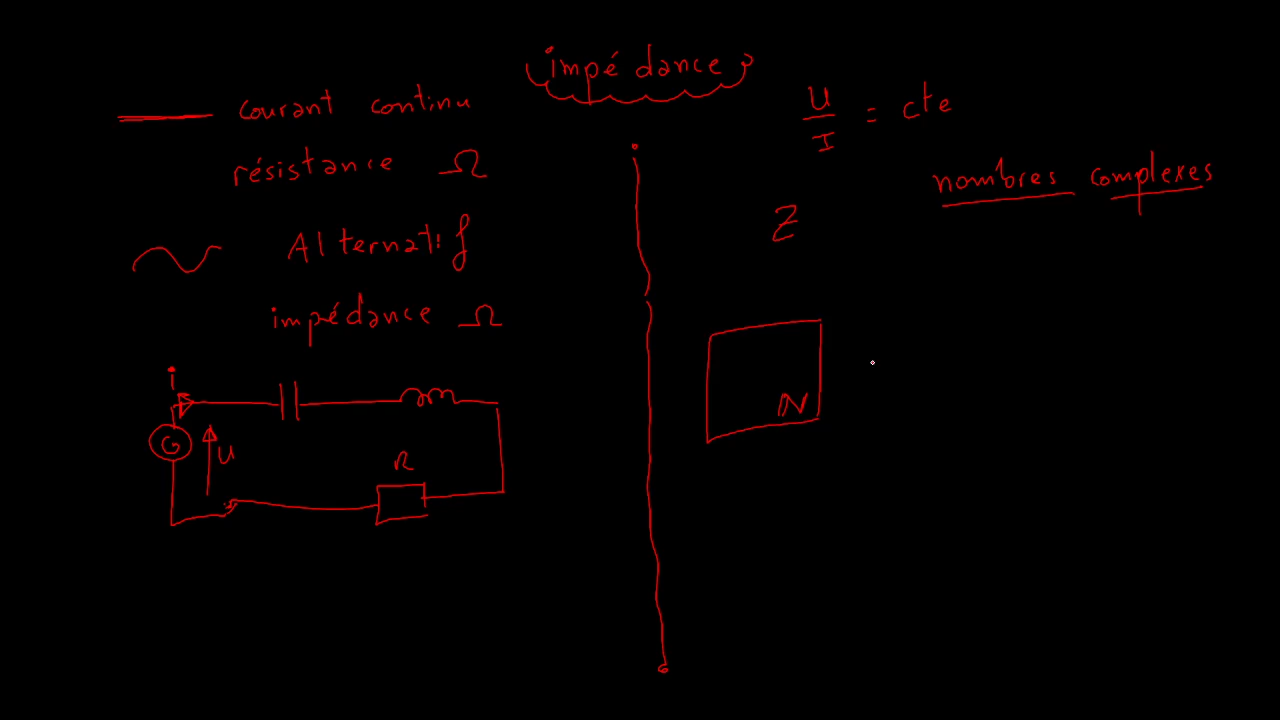 impédance
courant continu
résistance Ω
Alternatif
impédance Ω
i
G
U
R
U/I = cte
nombres complexes
Z
N